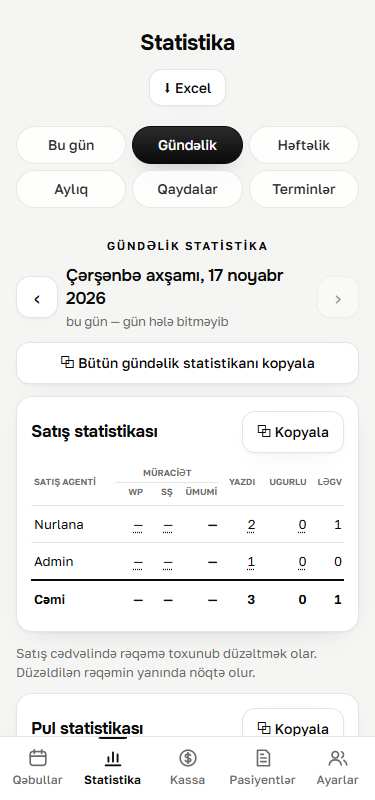 Statistika
⬇ Excel
Bu gün Gündəlik Həftəlik
Aylıq Qaydalar Terminlər
GÜNDƏLİK STATİSTİKA
‹ Çərşənbə axşamı, 17 noyabr ›
2026
bu gün — gün hələ bitməyib
Bütün gündəlik statistikanı kopyala
Satış statistikası Kopyala
SATIŞ AGENTİ MÜRACİƏT YAZDI UGURLU LƏGV
WP SŞ ÜMUMİ
Nurlana — — — 2 0 1
Admin — — — 1 0 0
Cəmi — — — 3 0 1
Satış cədvəlində rəqəmə toxunub düzəltmək olar.
Düzəldilən rəqəmin yanında nöqtə olur.
Pul statistikası Kopyala
Qəbullar Statistika Kassa Pasiyentlər Ayarlar